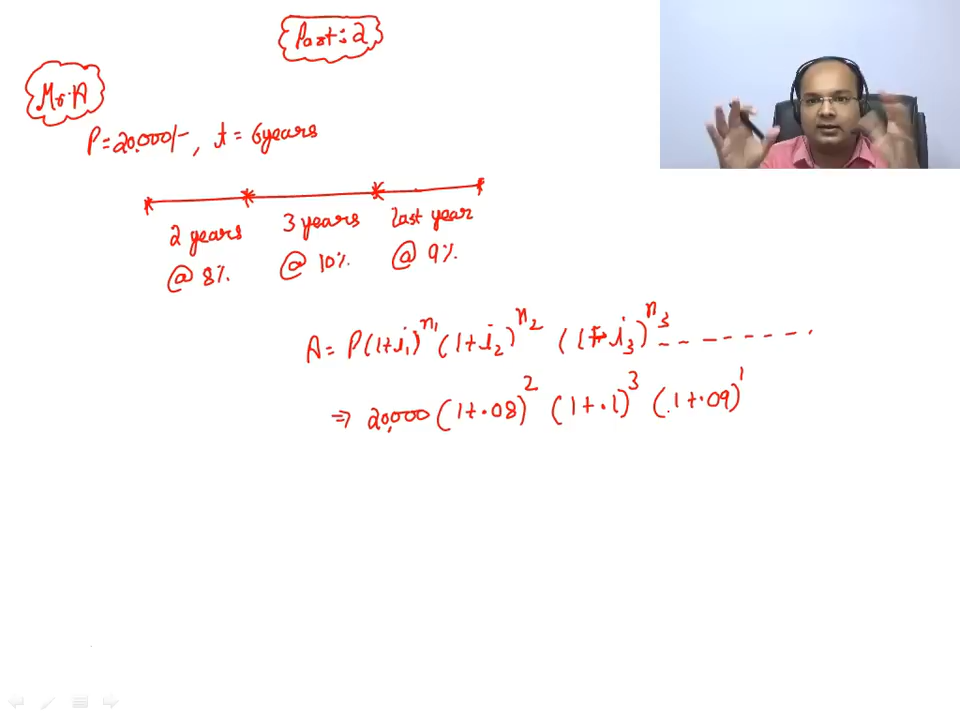 Part: 2
Mr. A
P = 20,000/-, t = 6 years
2 years 3 years last year
@ 8% @ 10% @ 9%
A = P(1+i₁)^n₁ (1+i₂)^n₂ (1+i₃)^n₃ - - - - - - -
⇒ 20,000 (1+.08)^2 (1+.1)^3 (1+.09)^1